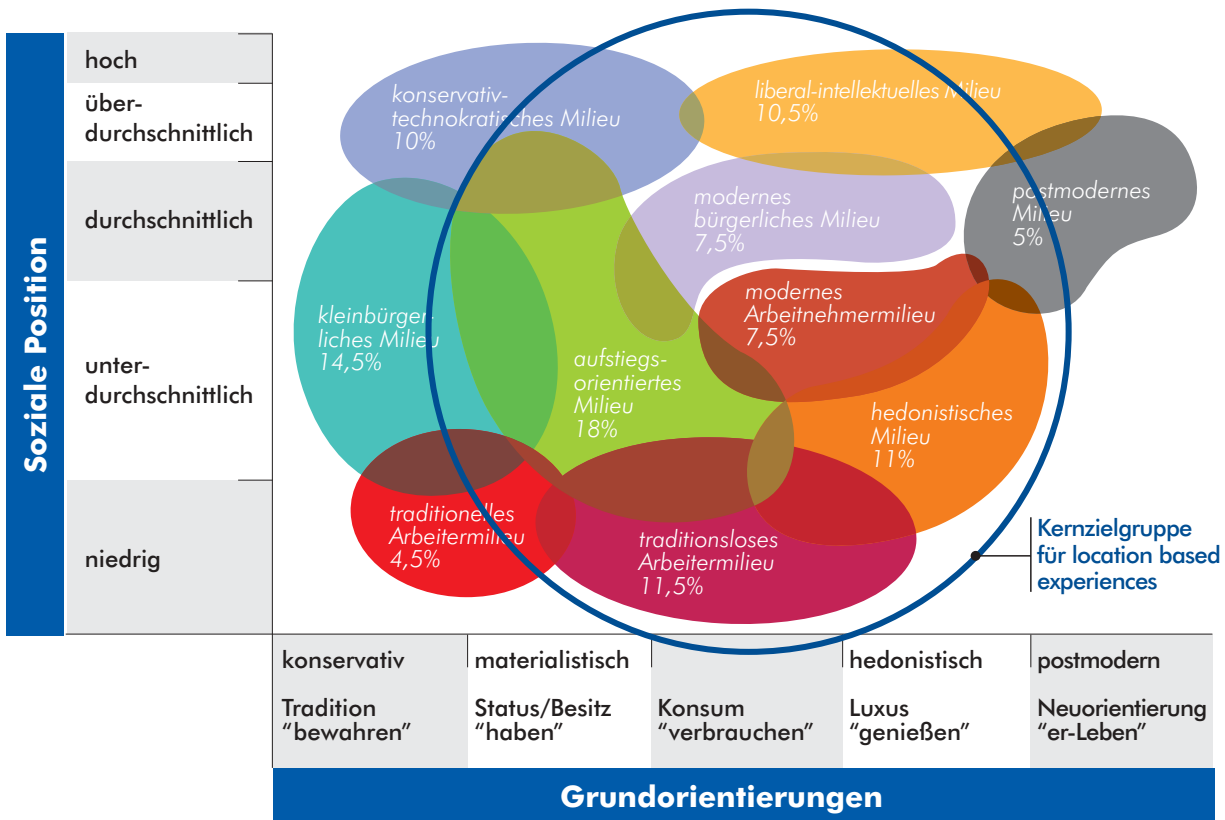 Soziale Position
hoch
über-
durchschnittlich
durchschnittlich
unter-
durchschnittlich
niedrig
konservativ-
technokratisches Milieu
10%
liberal-intellektuelles Milieu
10,5%
modernes
bürgerliches Milieu
7,5%
postmodernes
Milieu
5%
kleinbürger-
liches Milieu
14,5%
aufstiegs-
orientiertes
Milieu
18%
modernes
Arbeitnehmermilieu
7,5%
hedonistisches
Milieu
11%
traditionelles
Arbeitermilieu
4,5%
traditionsloses
Arbeitermilieu
11,5%
Kernzielgruppe
für location based
experiences
konservativ
Tradition
“bewahren”
materialistisch
Status/Besitz
“haben”
Konsum
“verbrauchen”
hedonistisch
Luxus
“genießen”
postmodern
Neuorientierung
“er-Leben”
Grundorientierungen